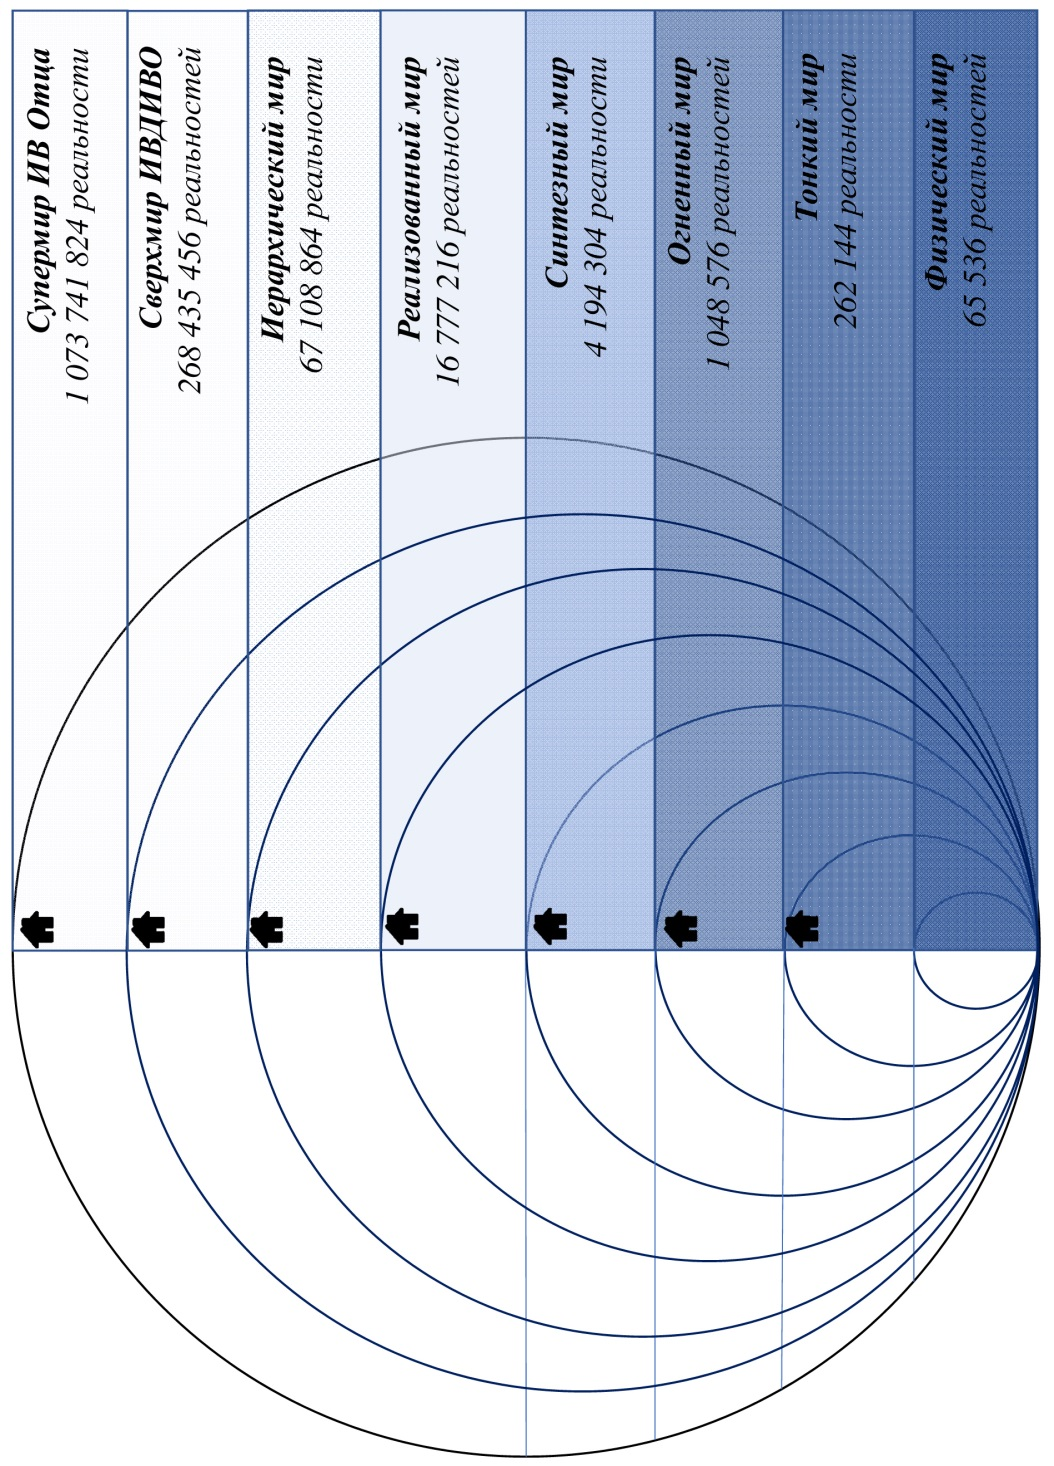 Супермир ИВ Отца
1 073 741 824 реальности
Сверхмир ИВДИВО
268 435 456 реальностей
Иерархический мир
67 108 864 реальности
Реализованный мир
16 777 216 реальностей
Синтезный мир
4 194 304 реальности
Огненный мир
1 048 576 реальностей
Тонкий мир
262 144 реальности
Физический мир
65 536 реальностей